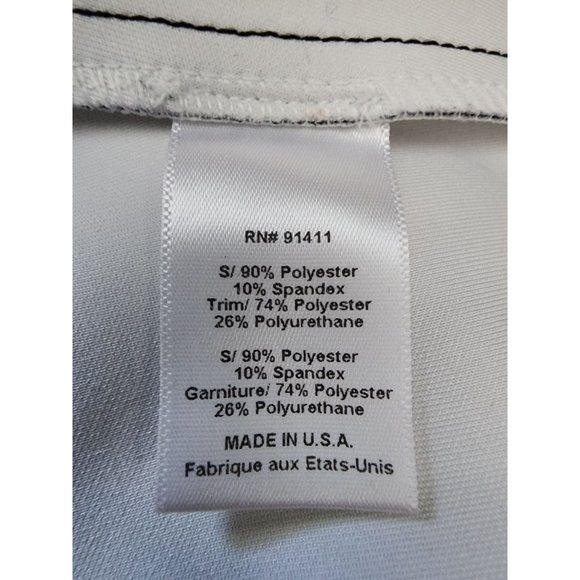 RN# 91411
S/ 90% Polyester
10% Spandex
Trim/ 74% Polyester
26% Polyurethane
S/ 90% Polyester
10% Spandex
Garniture/ 74% Polyester
26% Polyurethane
MADE IN U.S.A.
Fabrique aux Etats-Unis